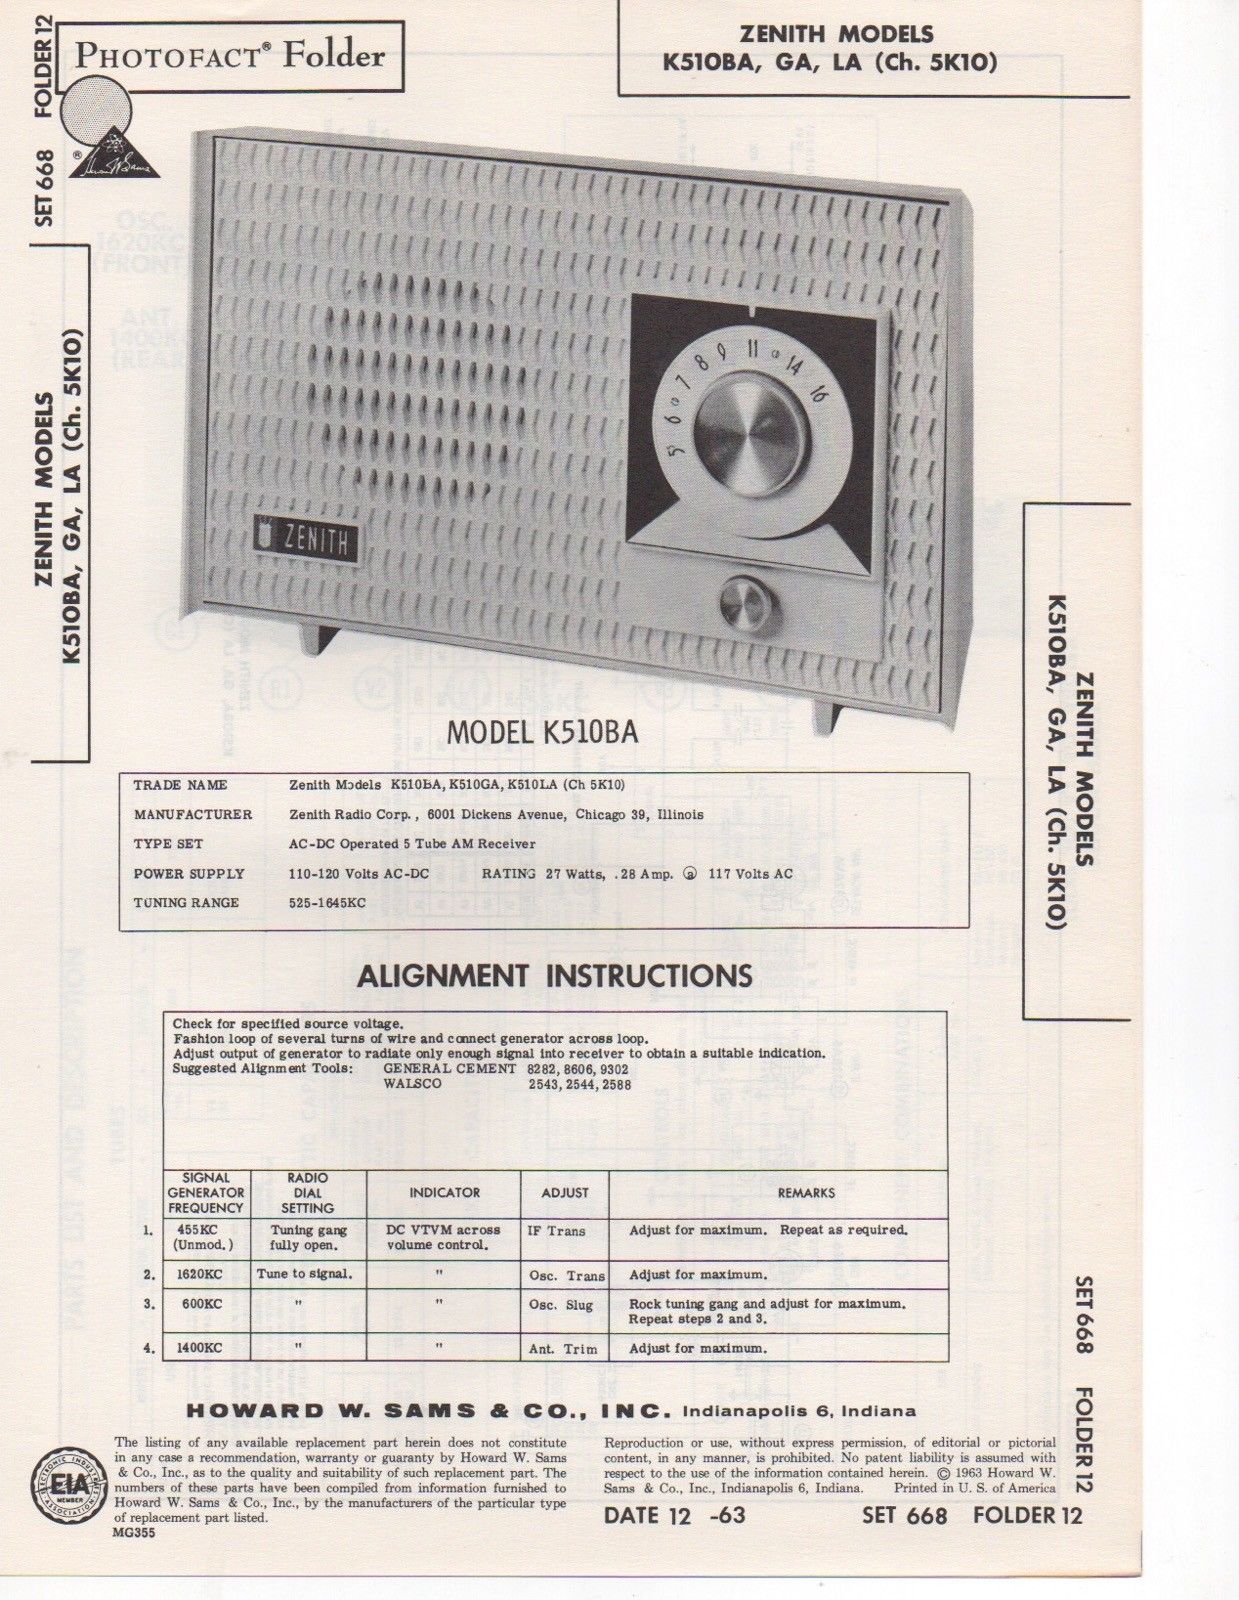 PHOTOFACT® Folder
SET 668 FOLDER 12
ZENITH MODELS
K510BA, GA, LA (Ch. 5K10)
ZENITH MODELS
K510BA, GA, LA (Ch. 5K10)
5 6 7 8 9 11 14 16
ZENITH
ZENITH MODELS
K510BA, GA, LA (Ch. 5K10)
MODEL K510BA
TRADE NAME Zenith Models K510BA, K510GA, K510LA (Ch 5K10)
MANUFACTURER Zenith Radio Corp., 6001 Dickens Avenue, Chicago 39, Illinois
TYPE SET AC-DC Operated 5 Tube AM Receiver
POWER SUPPLY 110-120 Volts AC-DC RATING 27 Watts, .28 Amp. @ 117 Volts AC
TUNING RANGE 525-1645KC
ALIGNMENT INSTRUCTIONS
Check for specified source voltage.
Fashion loop of several turns of wire and connect generator across loop.
Adjust output of generator to radiate only enough signal into receiver to obtain a suitable indication.
Suggested Alignment Tools: GENERAL CEMENT 8282, 8606, 9302
WALSCO 2543, 2544, 2588
SIGNAL GENERATOR FREQUENCY RADIO DIAL SETTING INDICATOR ADJUST REMARKS
1. 455KC (Unmod.) Tuning gang fully open. DC VTVM across volume control. IF Trans Adjust for maximum. Repeat as required.
2. 1620KC Tune to signal. " Osc. Trans Adjust for maximum.
3. 600KC " " Osc. Slug Rock tuning gang and adjust for maximum. Repeat steps 2 and 3.
4. 1400KC " " Ant. Trim Adjust for maximum.
HOWARD W. SAMS & CO., INC. Indianapolis 6, Indiana
The listing of any available replacement part herein does not constitute
in any case a recommendation, warranty or guaranty by Howard W. Sams
& Co., Inc., as to the quality and suitability of such replacement part. The
numbers of these parts have been compiled from information furnished to
Howard W. Sams & Co., Inc., by the manufacturers of the particular type
of replacement part listed.
MG355
Reproduction or use, without express permission, of editorial or pictorial
content, in any manner, is prohibited. No patent liability is assumed with
respect to the use of the information contained herein. © 1963 Howard W.
Sams & Co., Inc., Indianapolis 6, Indiana. Printed in U. S. of America
DATE 12 -63 SET 668 FOLDER 12
SET 668 FOLDER 12
ELECTRONIC INDUSTRIES ASSOCIATION
EIA
MEMBER